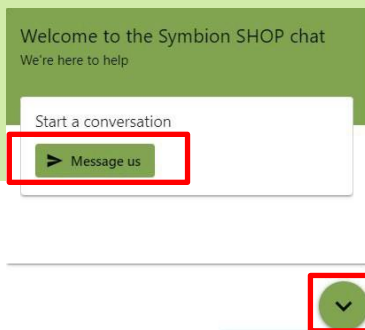 Welcome to the Symbion SHOP chat
We're here to help
Start a conversation
Message us